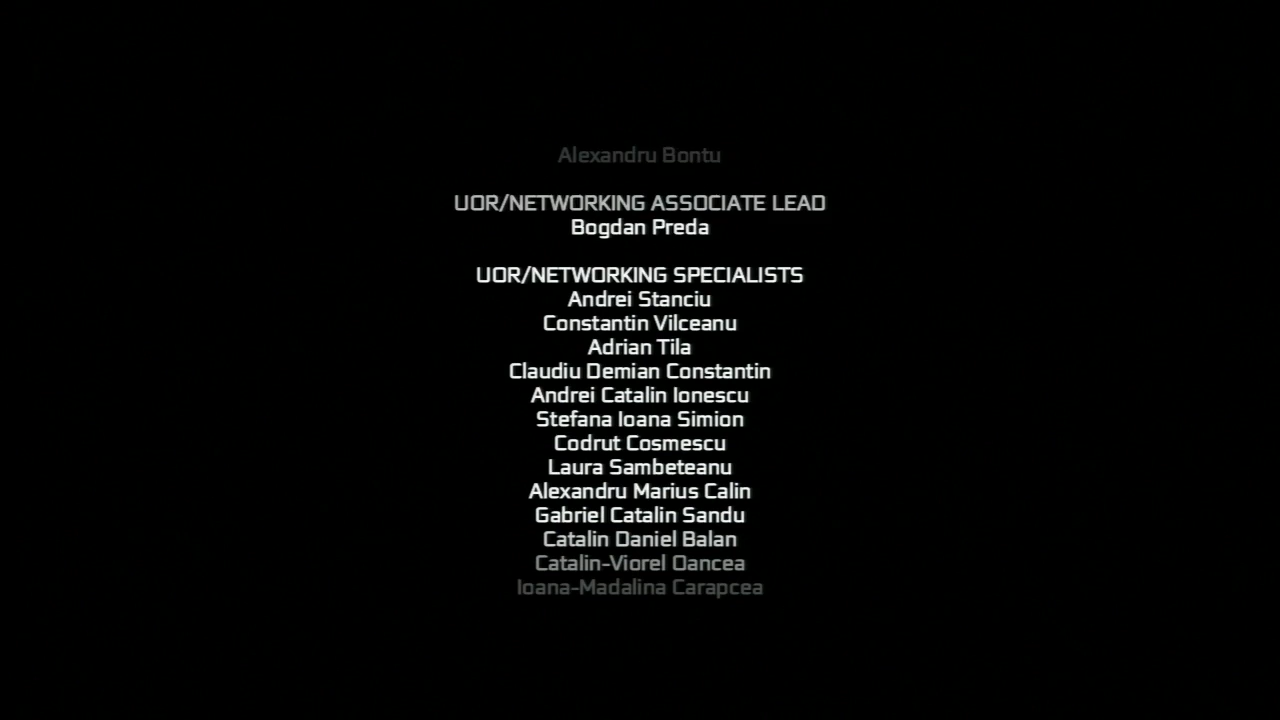 Alexandru Bontu
UOR/NETWORKING ASSOCIATE LEAD
Bogdan Preda
UOR/NETWORKING SPECIALISTS
Andrei Stanciu
Constantin Vilceanu
Adrian Tila
Claudiu Demian Constantin
Andrei Catalin Ionescu
Stefana Ioana Simion
Codrut Cosmescu
Laura Sambeteanu
Alexandru Marius Calin
Gabriel Catalin Sandu
Catalin Daniel Balan
Catalin-Viorel Oancea
Ioana-Madalina Carapcea